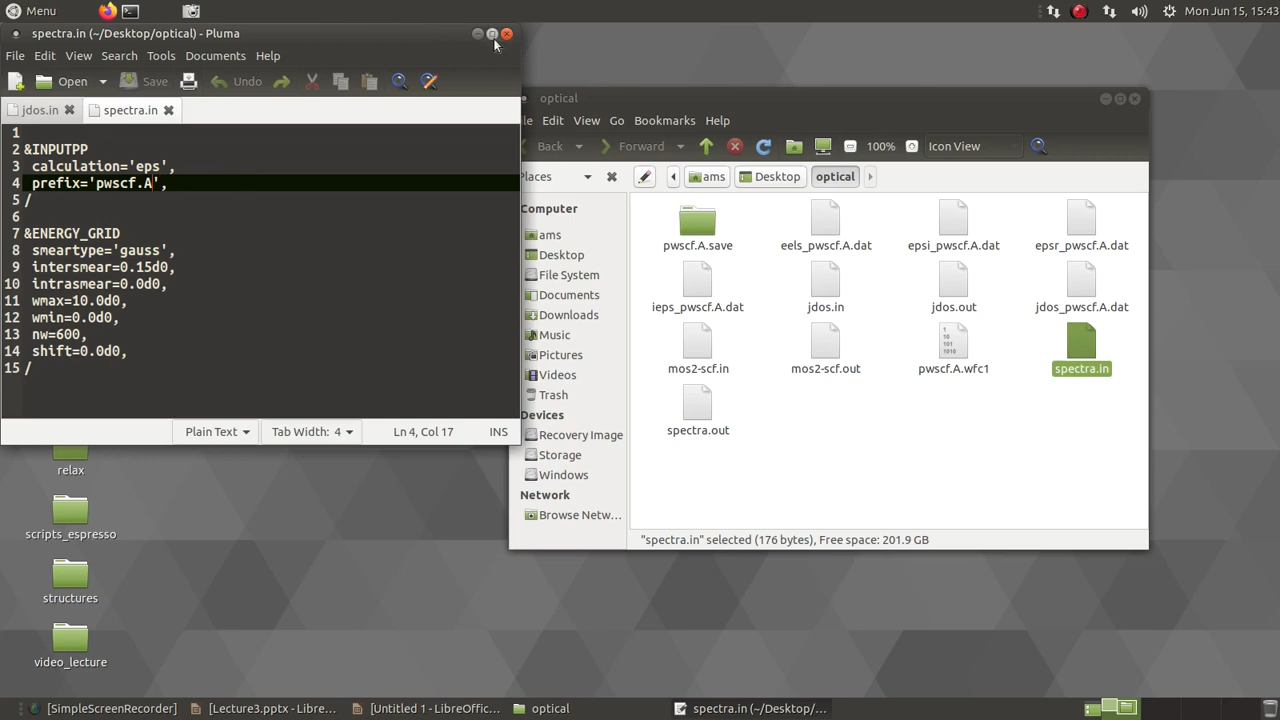 Menu
Mon Jun 15, 15:43
spectra.in (~/Desktop/optical) - Pluma
File Edit View Search Tools Documents Help
Open Save Undo
jdos.in spectra.in
1
2 &INPUTPP
3 calculation='eps',
4 prefix='pwscf.A',
5 /
6
7 &ENERGY_GRID
8 smeartype='gauss',
9 intersmear=0.15d0,
10 intrasmear=0.0d0,
11 wmax=10.0d0,
12 wmin=0.0d0,
13 nw=600,
14 shift=0.0d0,
15 /
Plain Text Tab Width: 4 Ln 4, Col 17 INS
optical
le Edit View Go Bookmarks Help
Back Forward 100% Icon View
Places ams Desktop optical
Computer
ams
Desktop
File System
Documents
Downloads
Music
Pictures
Videos
Trash
Devices
Recovery Image
Storage
Windows
Network
Browse Netw...
pwscf.A.save eels_pwscf.A.dat epsi_pwscf.A.dat epsr_pwscf.A.dat
ieps_pwscf.A.dat jdos.in jdos.out jdos_pwscf.A.dat
1
10
101
1010
mos2-scf.in mos2-scf.out pwscf.A.wfc1 spectra.in
spectra.out
"spectra.in" selected (176 bytes), Free space: 201.9 GB
relax
scripts_espresso
structures
video_lecture
[SimpleScreenRecorder] [Lecture3.pptx - Libre... [Untitled 1 - LibreOffic... optical spectra.in (~/Desktop/...